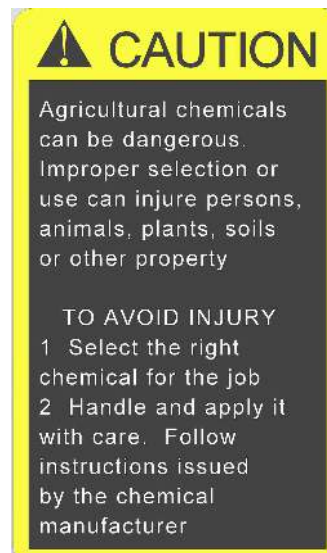 CAUTION
Agricultural chemicals
can be dangerous.
Improper selection or
use can injure persons,
animals, plants, soils
or other property
TO AVOID INJURY
1 Select the right
chemical for the job
2 Handle and apply it
with care. Follow
instructions issued
by the chemical
manufacturer